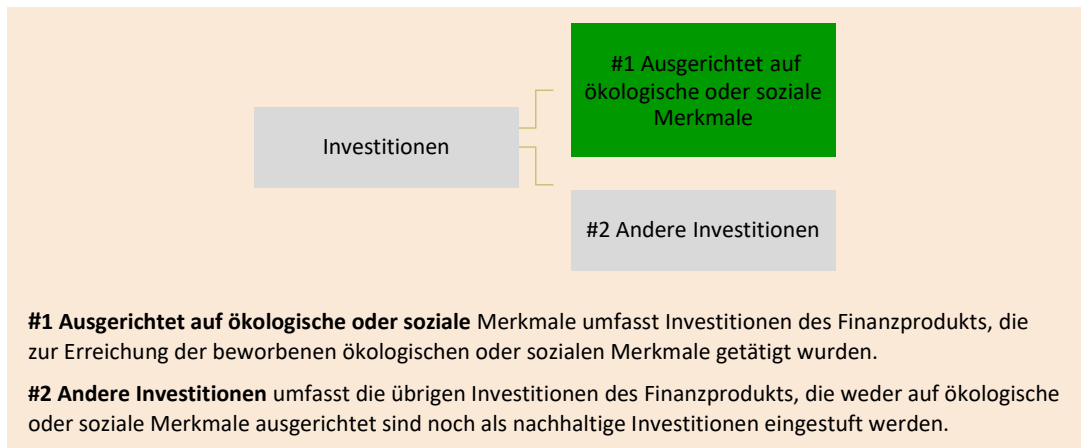 #1 Ausgerichtet auf
ökologische oder soziale
Merkmale
Investitionen
#2 Andere Investitionen
#1 Ausgerichtet auf ökologische oder soziale Merkmale umfasst Investitionen des Finanzprodukts, die
zur Erreichung der beworbenen ökologischen oder sozialen Merkmale getätigt wurden.
#2 Andere Investitionen umfasst die übrigen Investitionen des Finanzprodukts, die weder auf ökologische
oder soziale Merkmale ausgerichtet sind noch als nachhaltige Investitionen eingestuft werden.